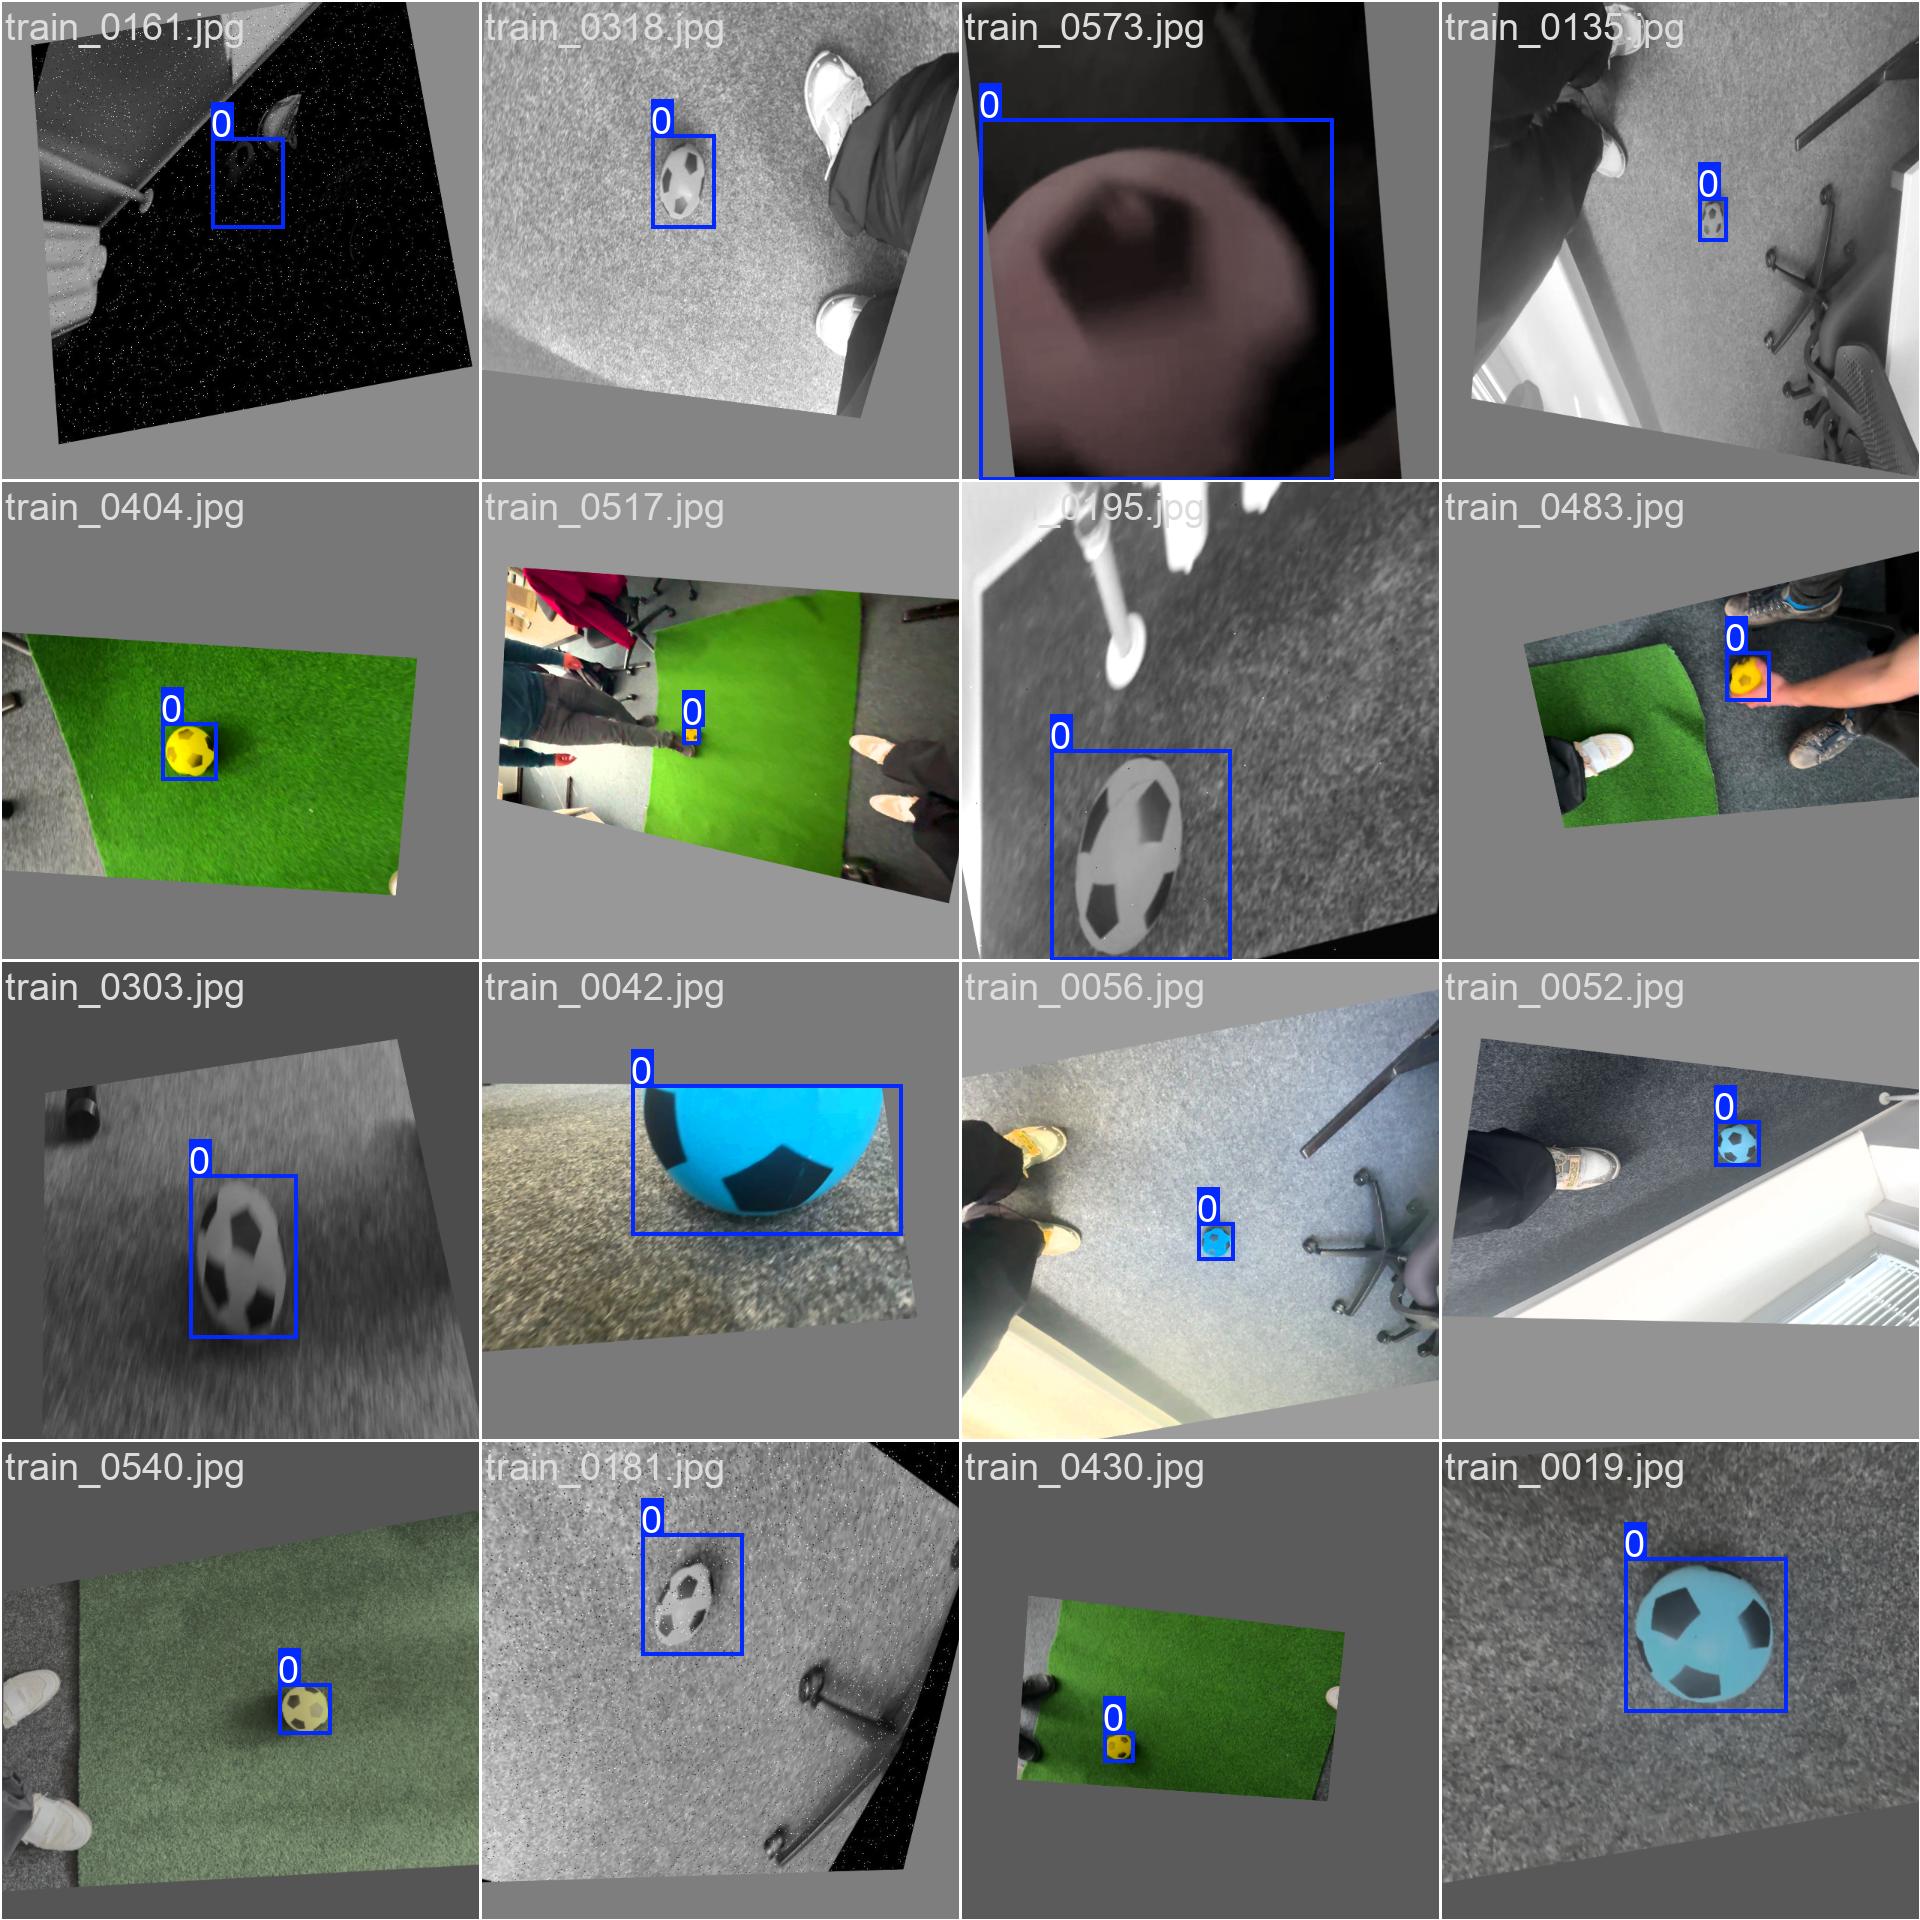 train_0161.jpg train_0318.jpg train_0573.jpg train_0135.jpg
0 0 0 0
train_0404.jpg train_0517.jpg _0195.jpg train_0483.jpg
0 0 0 0
train_0303.jpg train_0042.jpg train_0056.jpg train_0052.jpg
0 0 0 0
train_0540.jpg train_0181.jpg train_0430.jpg train_0019.jpg
0 0 0 0